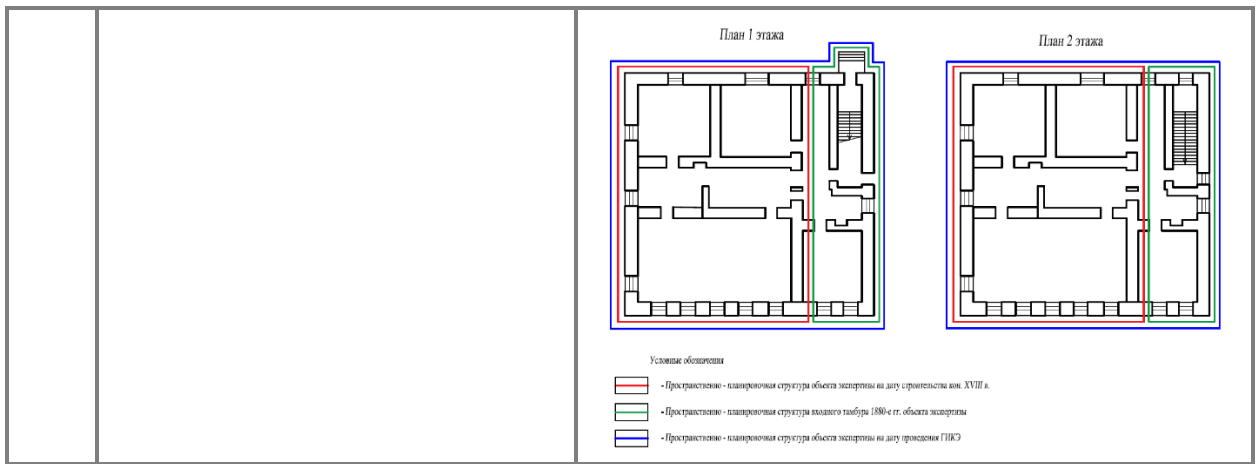 План 1 этажа
План 2 этажа
Условные обозначения
- Пространственно - планировочная структура объекта экспертизы на дату строительства кон. XVIII в.
- Пространственно - планировочная структура входного тамбура 1880-е гг. объекта экспертизы
- Пространственно - планировочная структура объекта экспертизы на дату проведения ГИКЭ